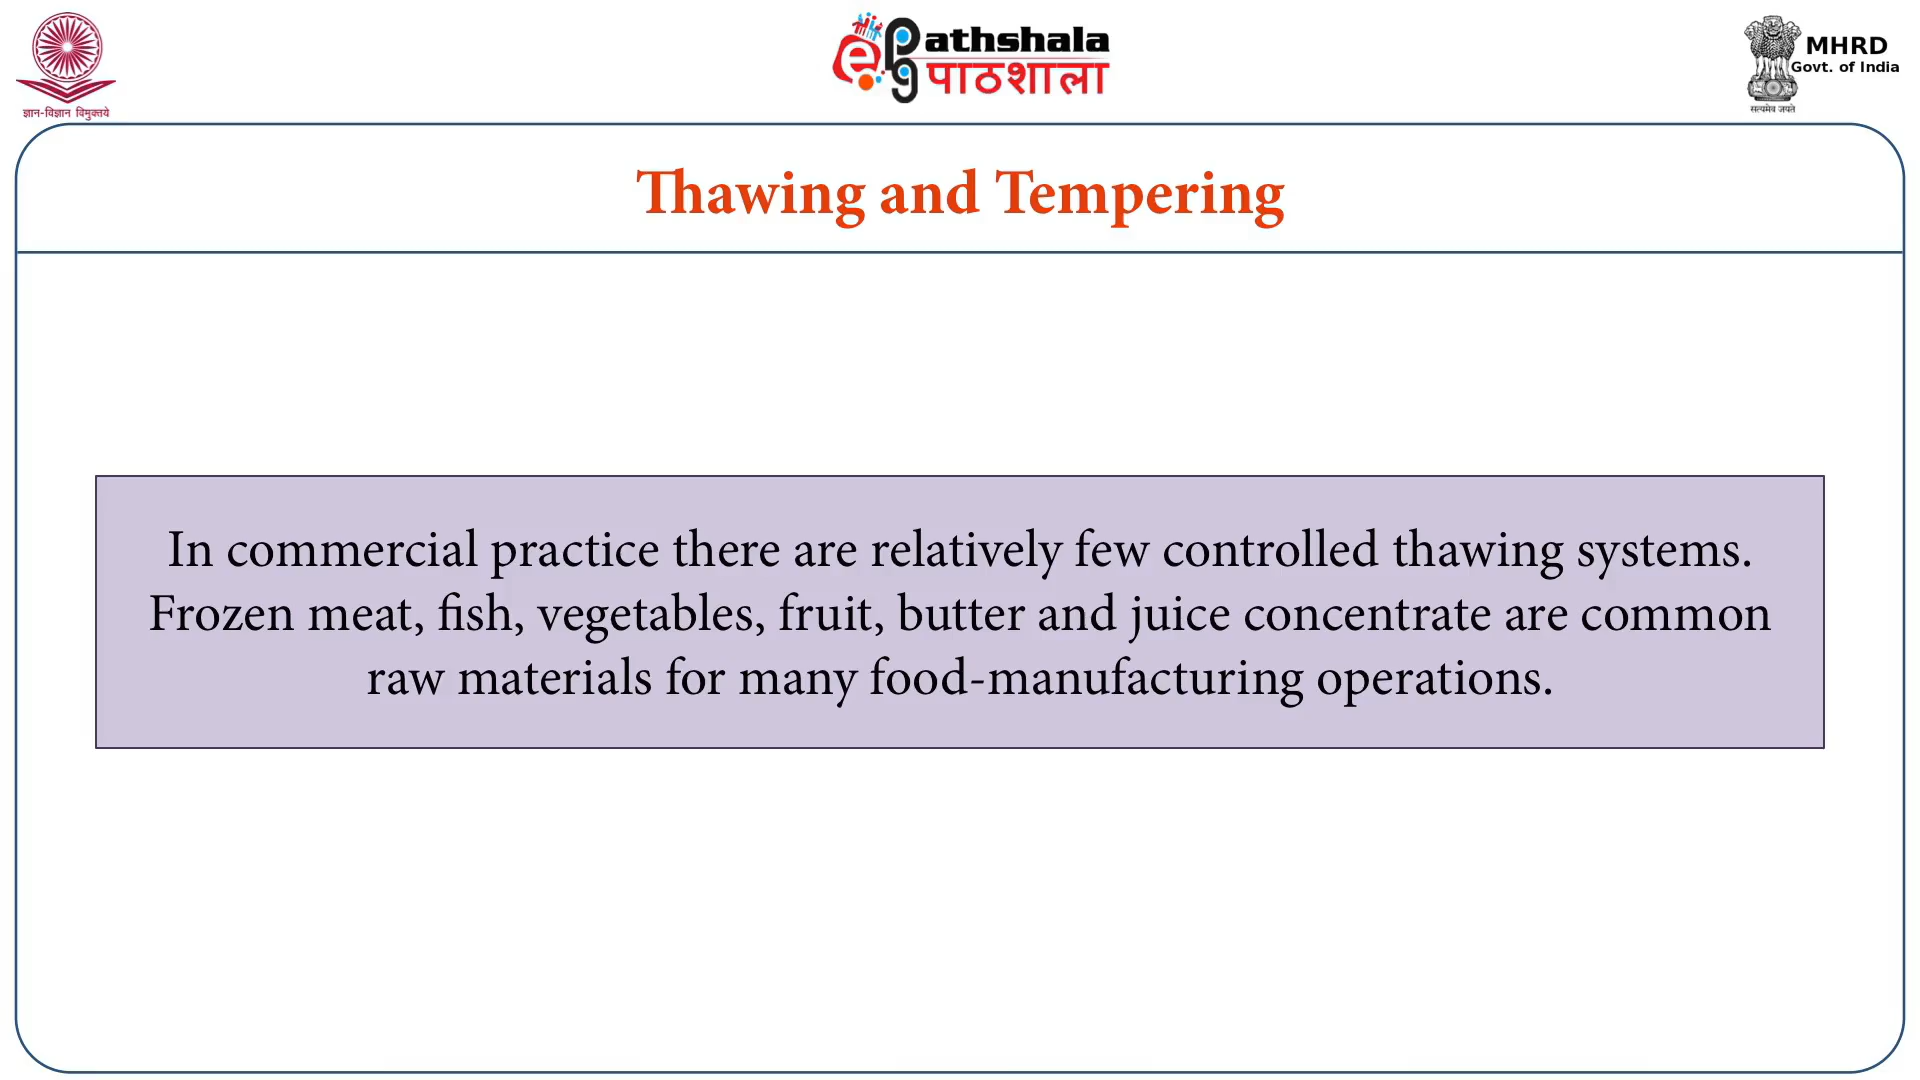 ज्ञान-विज्ञान विमुक्तये
ePg Pathshala
पाठशाला
MHRD
Govt. of India
सत्यमेव जयते
Thawing and Tempering
In commercial practice there are relatively few controlled thawing systems.
Frozen meat, fish, vegetables, fruit, butter and juice concentrate are common
raw materials for many food-manufacturing operations.